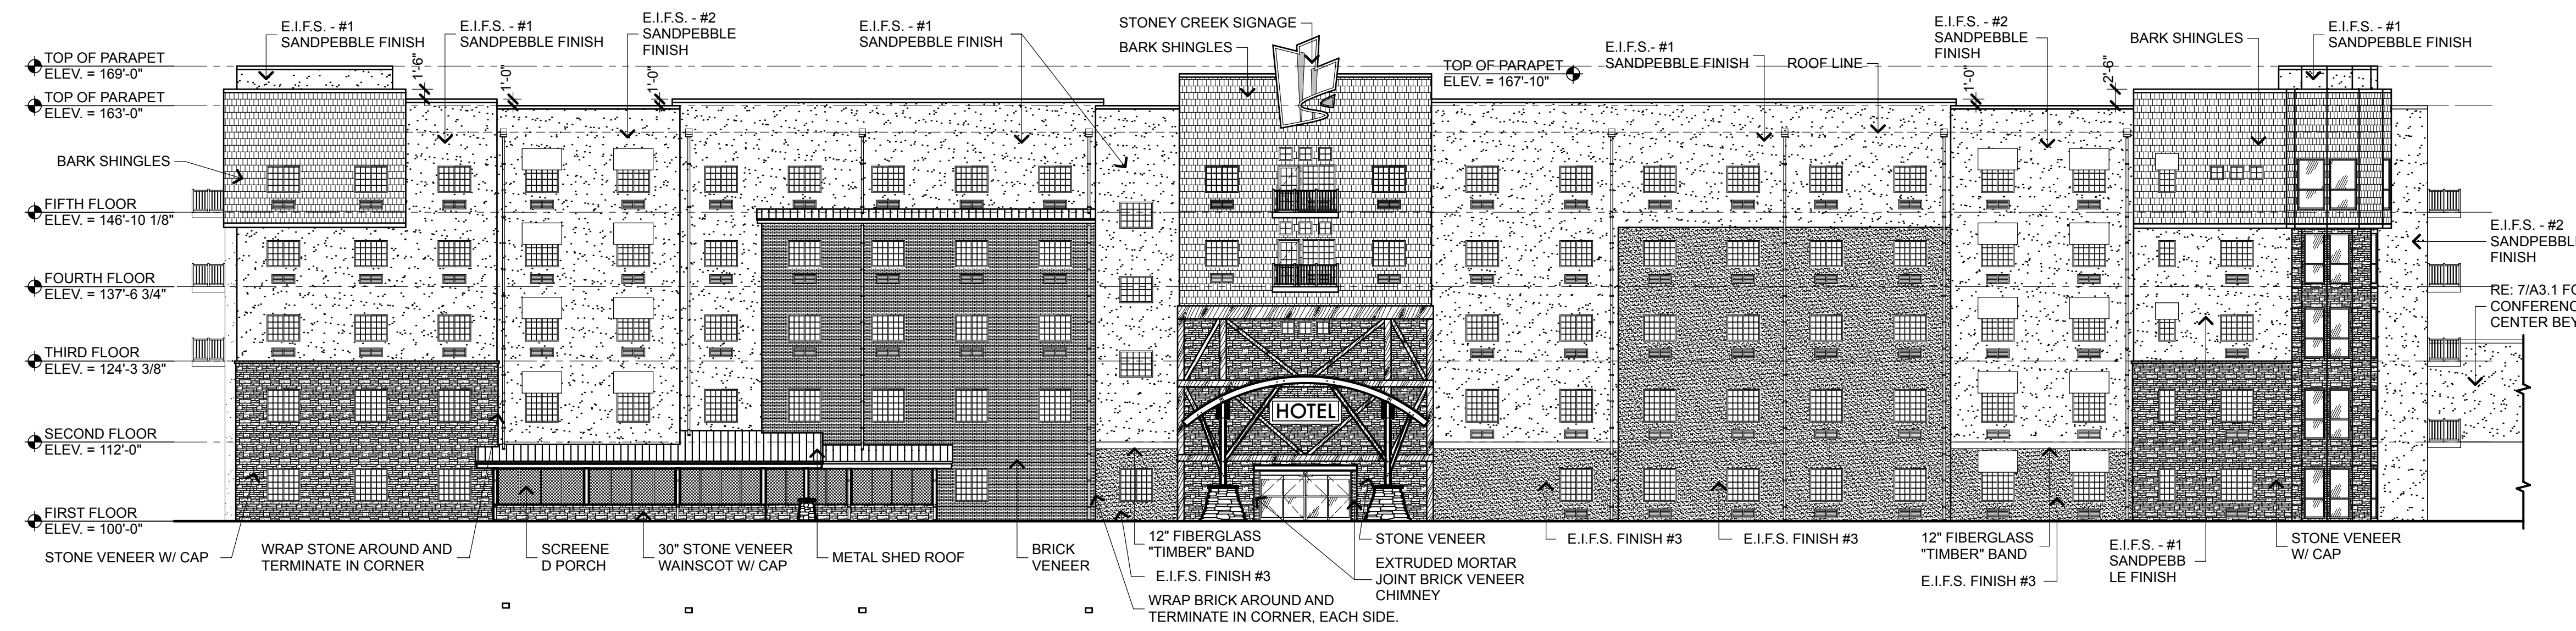 E.I.F.S. - #1
SANDPEBBLE FINISH
E.I.F.S. - #1
SANDPEBBLE FINISH
E.I.F.S. - #2
SANDPEBBLE
FINISH
E.I.F.S. - #1
SANDPEBBLE FINISH
STONEY CREEK SIGNAGE
BARK SHINGLES
E.I.F.S.- #1
SANDPEBBLE FINISH
ROOF LINE
E.I.F.S. - #2
SANDPEBBLE
FINISH
BARK SHINGLES
E.I.F.S. - #1
SANDPEBBLE FINISH
TOP OF PARAPET
ELEV. = 169'-0"
TOP OF PARAPET
ELEV. = 163'-0"
1'-6"
1'-0"
1'-0"
TOP OF PARAPET
ELEV. = 167'-10"
1'-0"
2'-6"
BARK SHINGLES
FIFTH FLOOR
ELEV. = 146'-10 1/8"
FOURTH FLOOR
ELEV. = 137'-6 3/4"
THIRD FLOOR
ELEV. = 124'-3 3/8"
SECOND FLOOR
ELEV. = 112'-0"
FIRST FLOOR
ELEV. = 100'-0"
HOTEL
E.I.F.S. - #2
SANDPEBBL
FINISH
RE: 7/A3.1 FO
CONFERENC
CENTER BEY
STONE VENEER W/ CAP
WRAP STONE AROUND AND
TERMINATE IN CORNER
SCREENE
D PORCH
30" STONE VENEER
WAINSCOT W/ CAP
METAL SHED ROOF
BRICK
VENEER
12" FIBERGLASS
"TIMBER" BAND
E.I.F.S. FINISH #3
WRAP BRICK AROUND AND
TERMINATE IN CORNER, EACH SIDE.
STONE VENEER
EXTRUDED MORTAR
JOINT BRICK VENEER
CHIMNEY
E.I.F.S. FINISH #3
E.I.F.S. FINISH #3
12" FIBERGLASS
"TIMBER" BAND
E.I.F.S. FINISH #3
E.I.F.S. - #1
SANDPEBB
LE FINISH
STONE VENEER
W/ CAP